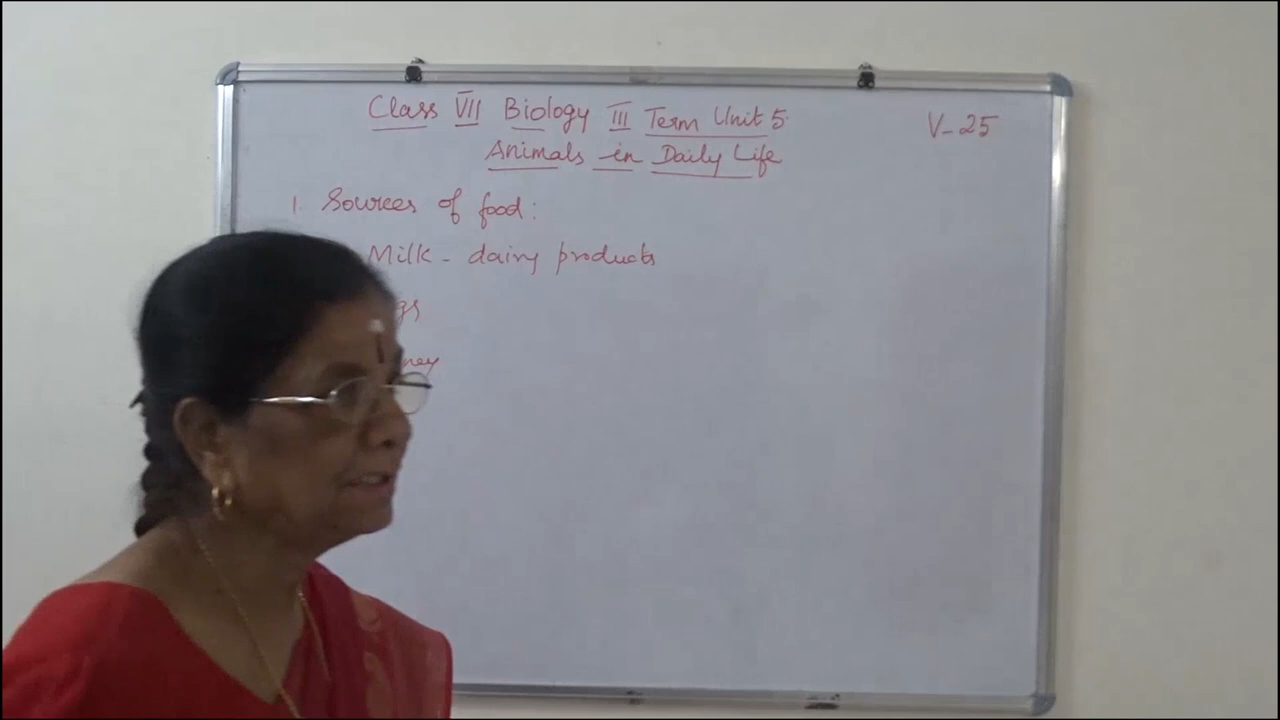 Class VII Biology III Term Unit 5
V-25
Animals in Daily Life
1. Sources of food:
Milk - dairy products